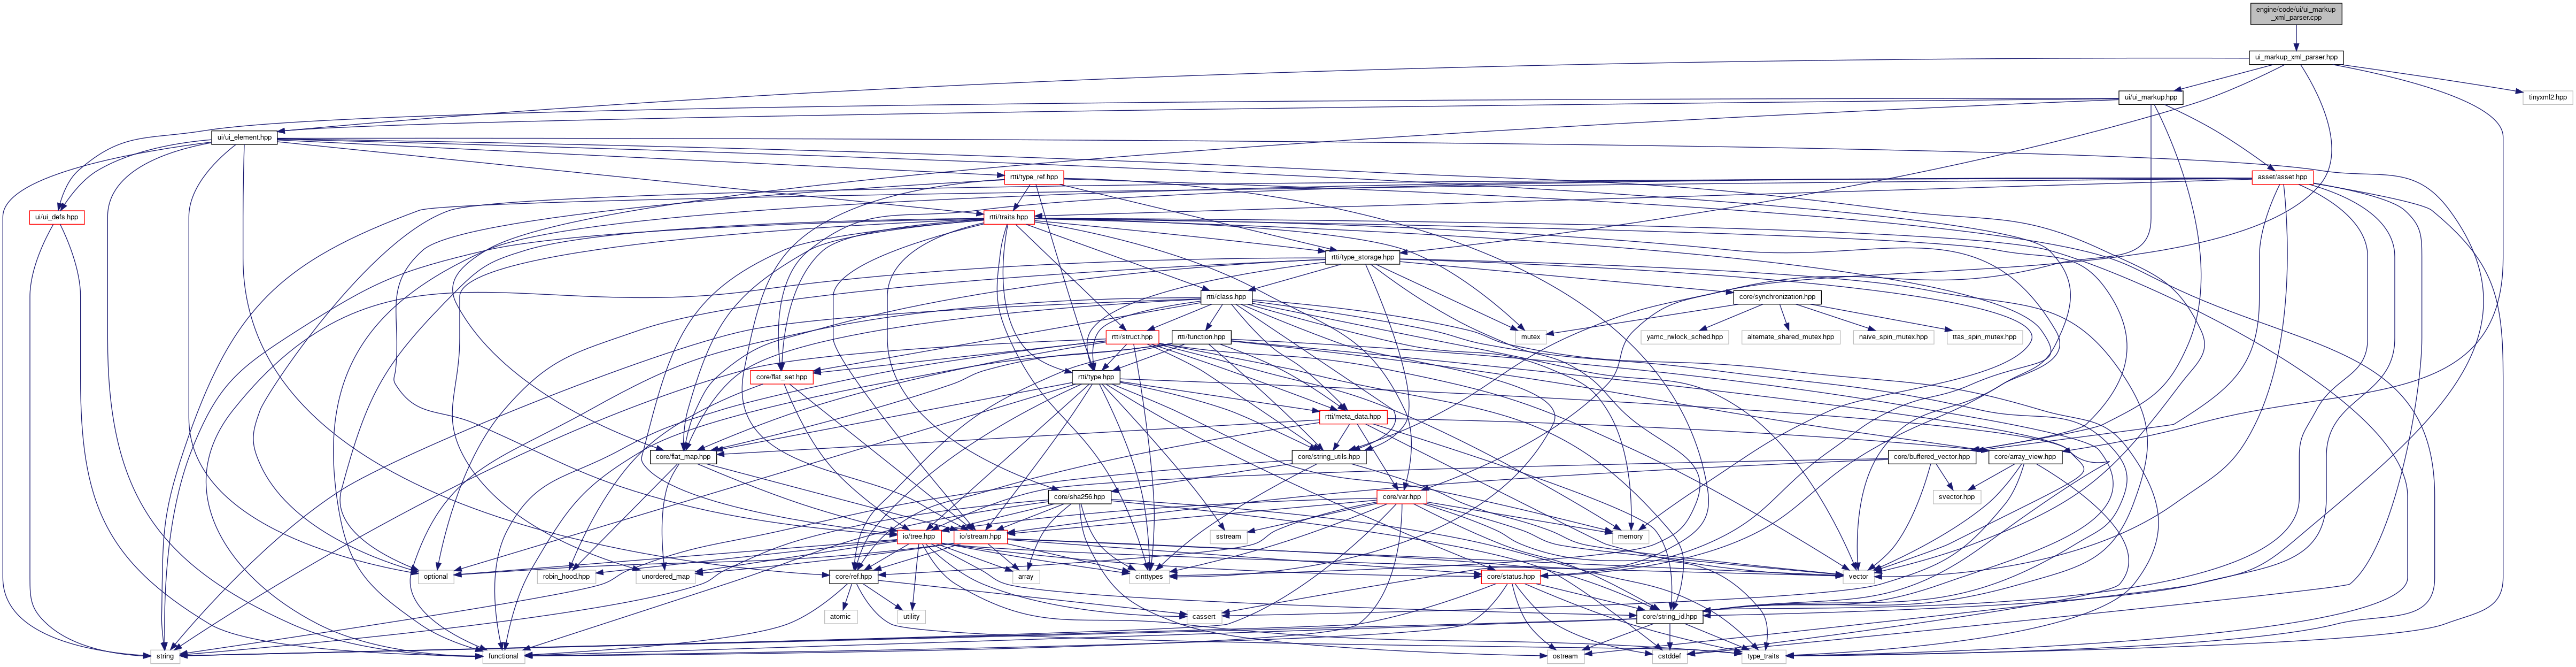 engine/code/ui/ui_markup
_xml_parser.cpp
ui_markup_xml_parser.hpp
ui/ui_markup.hpp
tinyxml2.hpp
ui/ui_element.hpp
rtti/type_ref.hpp
asset/asset.hpp
ui/ui_defs.hpp
rtti/traits.hpp
rtti/type_storage.hpp
rtti/class.hpp
core/synchronization.hpp
rtti/struct.hpp
rtti/function.hpp
mutex
yamc_rwlock_sched.hpp
alternate_shared_mutex.hpp
naive_spin_mutex.hpp
ttas_spin_mutex.hpp
core/flat_set.hpp
rtti/type.hpp
rtti/meta_data.hpp
core/flat_map.hpp
core/string_utils.hpp
core/buffered_vector.hpp
core/array_view.hpp
core/sha256.hpp
core/var.hpp
svector.hpp
io/tree.hpp
io/stream.hpp
sstream
memory
optional
robin_hood.hpp
unordered_map
core/ref.hpp
array
cinttypes
core/status.hpp
vector
atomic
utility
cassert
core/string_id.hpp
string
functional
ostream
cstddef
type_traits